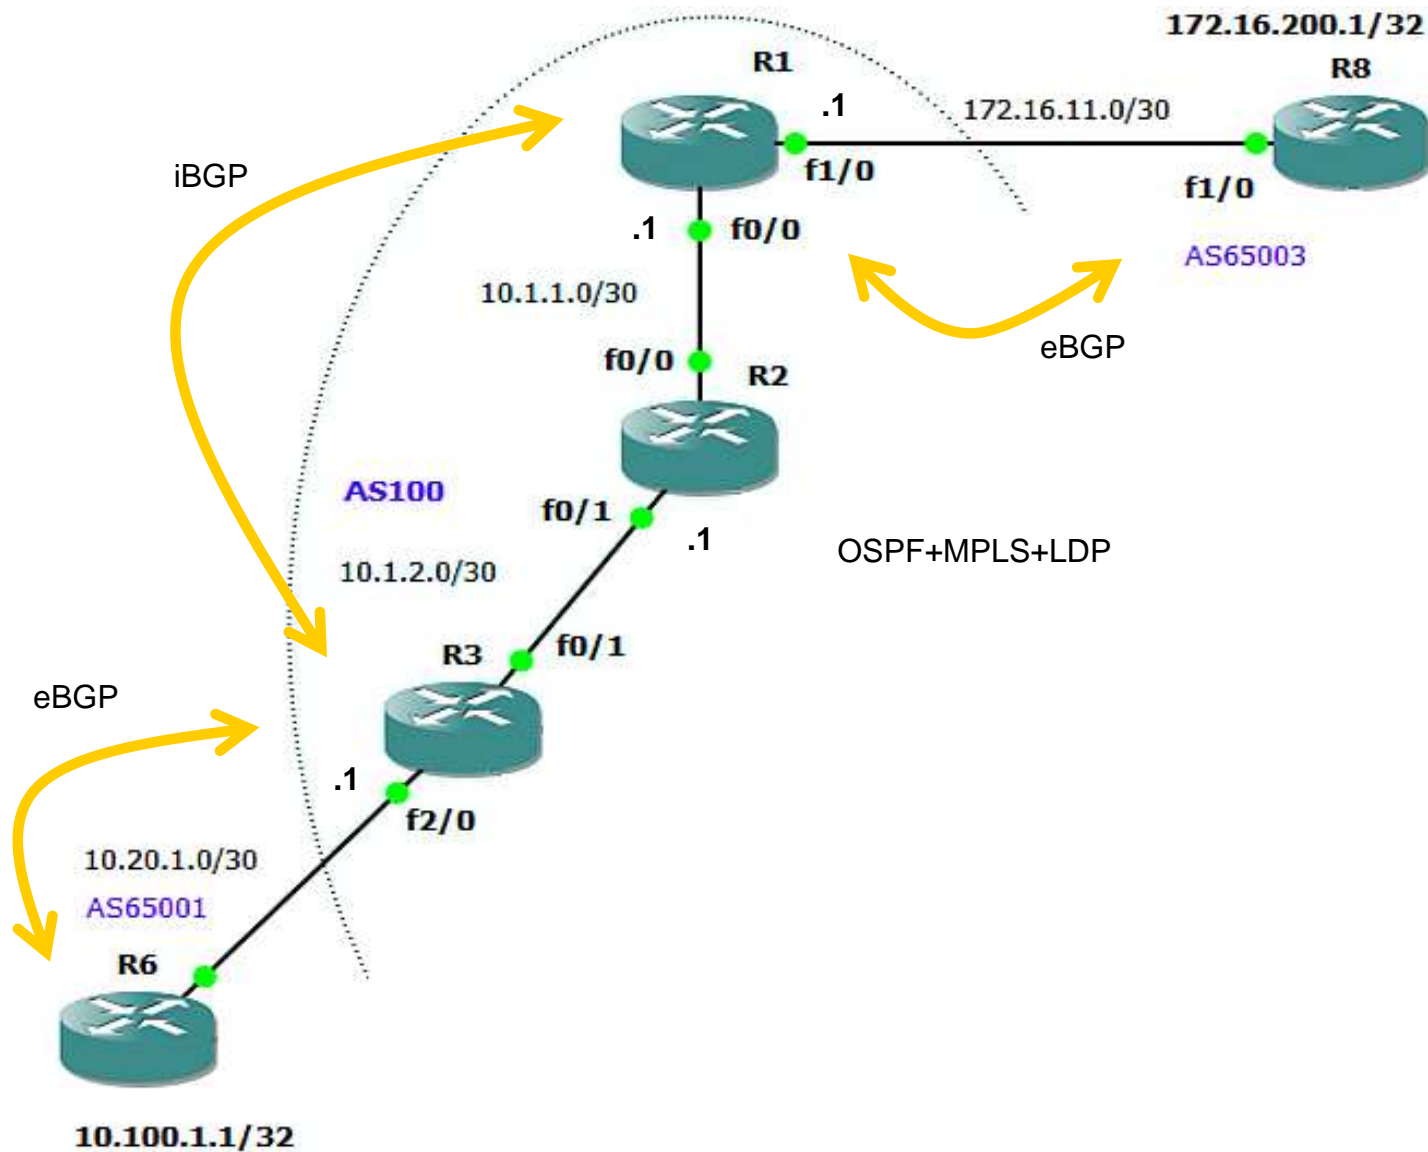 172.16.200.1/32
R1
R8
.1
172.16.11.0/30
iBGP
f1/0
f1/0
.1
f0/0
AS65003
10.1.1.0/30
eBGP
f0/0
R2
AS100
f0/1
.1
OSPF+MPLS+LDP
10.1.2.0/30
f0/1
R3
eBGP
.1
f2/0
10.20.1.0/30
AS65001
R6
10.100.1.1/32